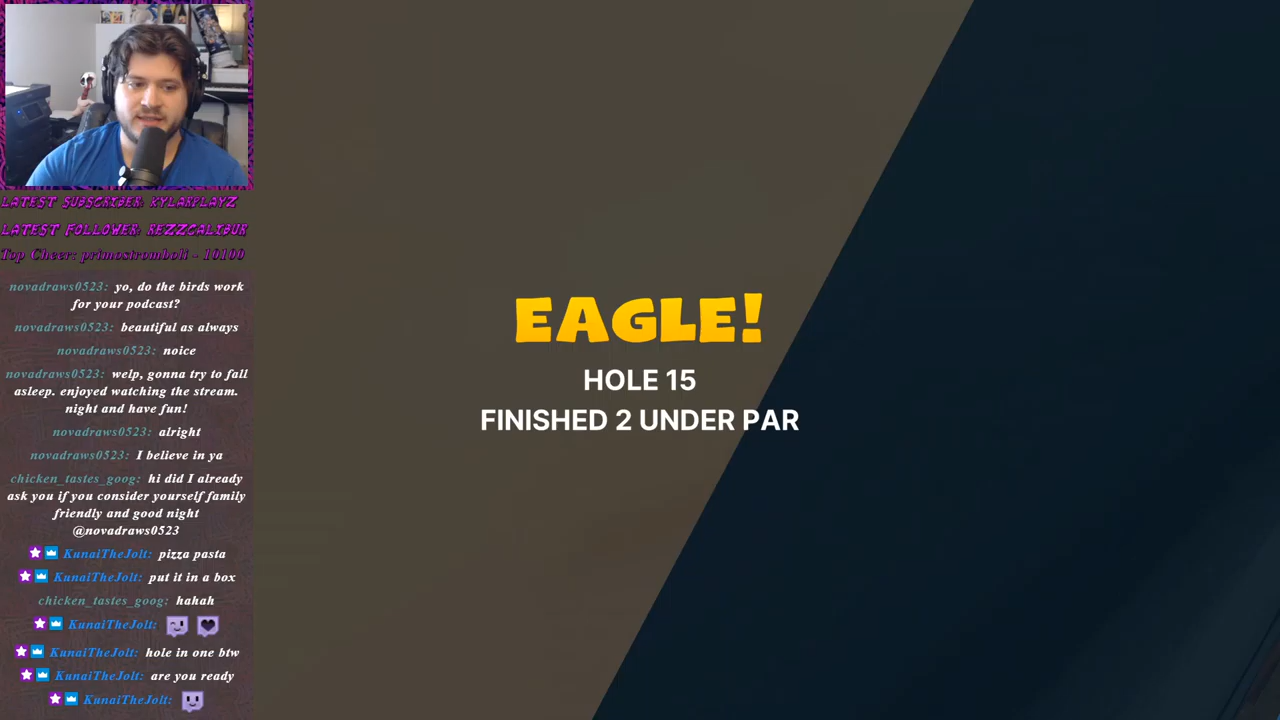 LATEST SUBSCRIBER: KYLARPLAYZ
LATEST FOLLOWER: REZZCALIBUR
Top Cheer: primostromboli - 10100
novadraws0523: yo, do the birds work
for your podcast?
novadraws0523: beautiful as always
novadraws0523: noice
novadraws0523: welp, gonna try to fall
asleep. enjoyed watching the stream.
night and have fun!
novadraws0523: alright
novadraws0523: I believe in ya
chicken_tastes_goog: hi did I already
ask you if you consider yourself family
friendly and good night
@novadraws0523
KunaiTheJolt: pizza pasta
KunaiTheJolt: put it in a box
chicken_tastes_goog: hahah
KunaiTheJolt:
KunaiTheJolt: hole in one btw
KunaiTheJolt: are you ready
KunaiTheJolt:
EAGLE!
HOLE 15
FINISHED 2 UNDER PAR